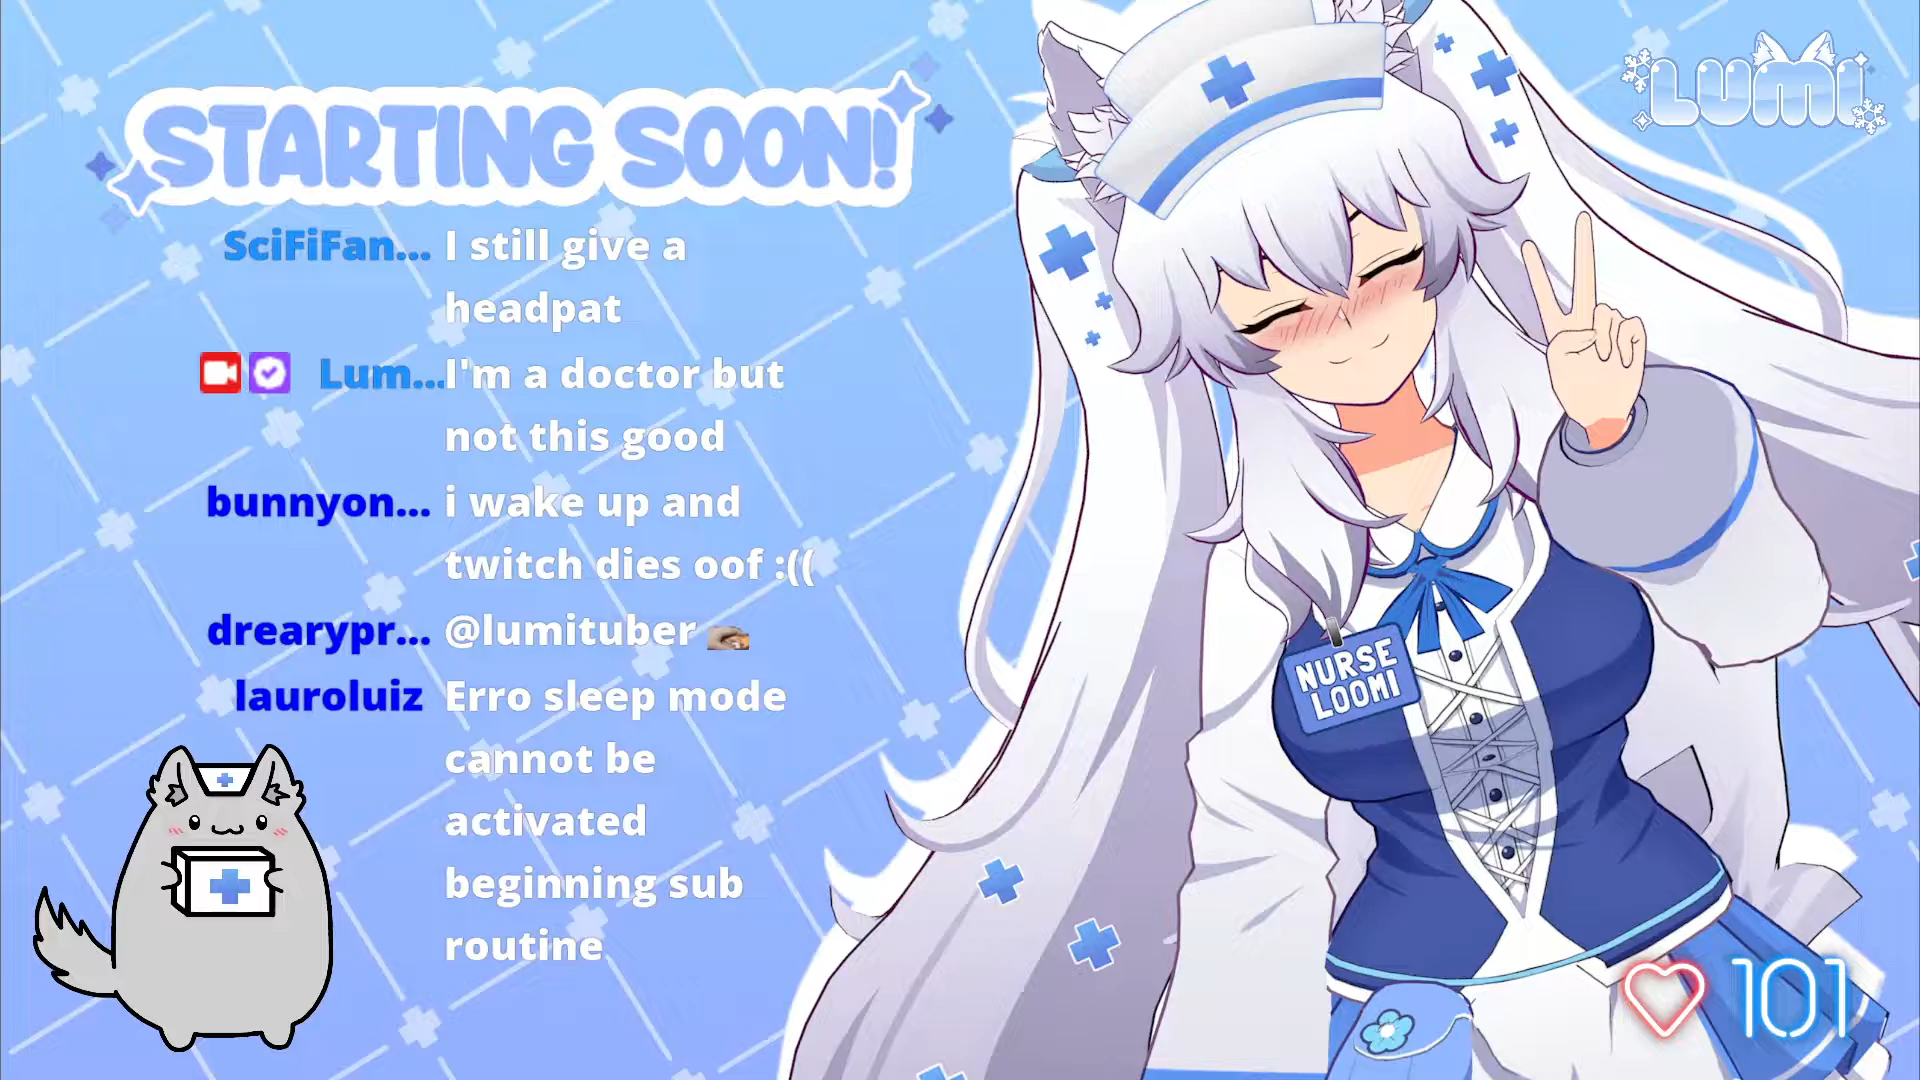 STARTING SOON!
LUMI
SciFiFan... I still give a
headpat
Lum... I'm a doctor but
not this good
bunnyon... i wake up and
twitch dies oof :((
drearypr... @lumituber
lauroluiz Erro sleep mode
cannot be
activated
beginning sub
routine
NURSE
LOOMI
101